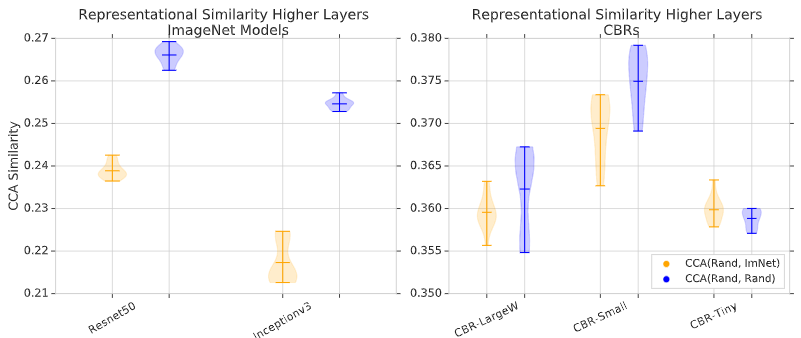 Representational Similarity Higher Layers
ImageNet Models
CCA Similarity
0.27
0.26
0.25
0.24
0.23
0.22
0.21
Resnet50
Inceptionv3
Representational Similarity Higher Layers
CBRs
0.380
0.375
0.370
0.365
0.360
0.355
0.350
CBR-LargeW
CBR-Small
CBR-Tiny
CCA(Rand, ImNet)
CCA(Rand, Rand)